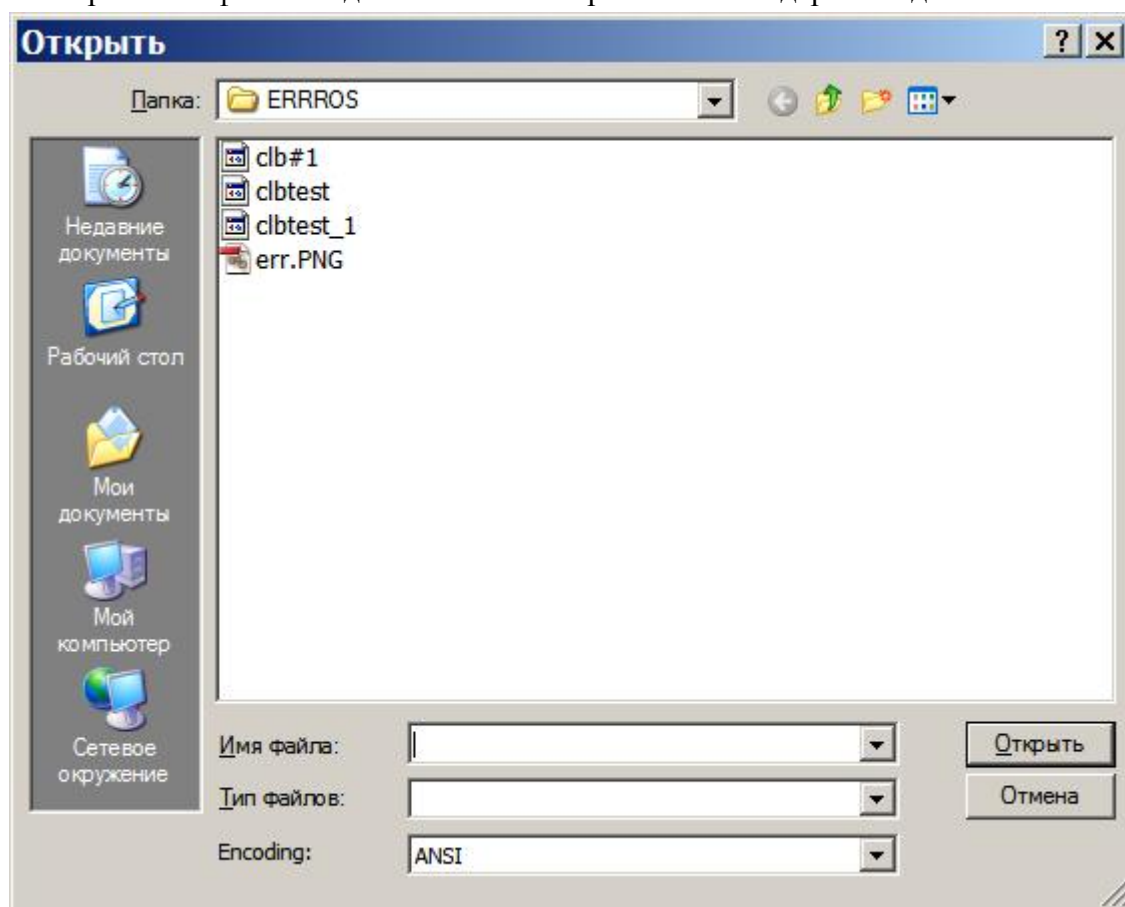 Открыть
Папка:
ERRROS
clb#1
clbtest
clbtest_1
err.PNG
Недавние
документы
Рабочий стол
Мои
документы
Мой
компьютер
Сетевое
окружение
Имя файла:
Открыть
Тип файлов:
Отмена
Encoding:
ANSI